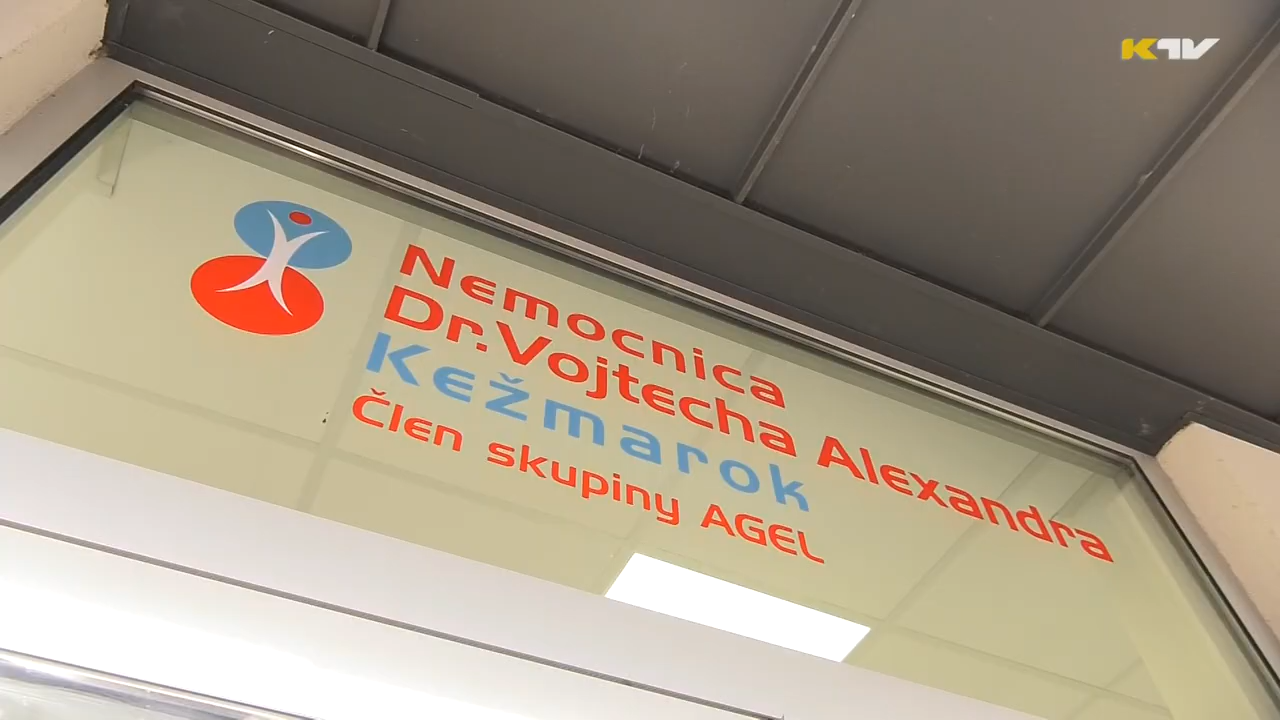 KTV
Nemocnica
Dr.Vojtecha Alexandra
Kežmarok
Člen skupiny AGEL